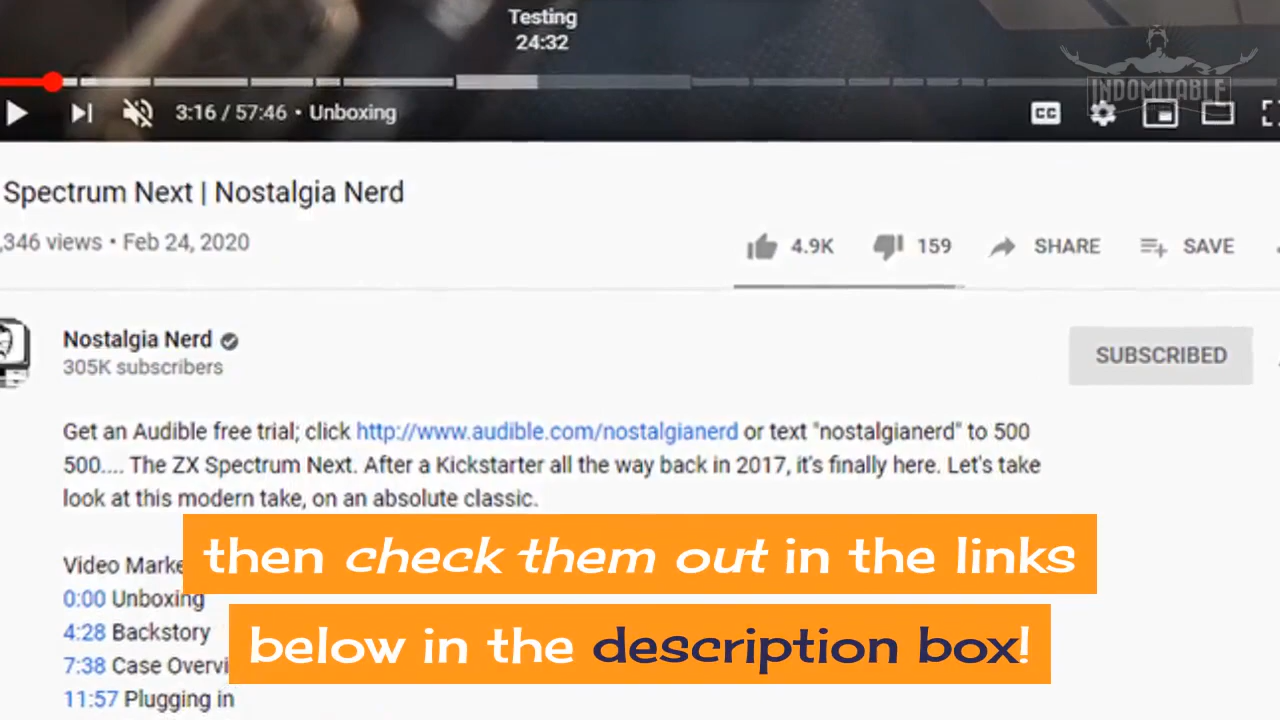 Testing
24:32
INDOMITABLE
3:16 / 57:46 • Unboxing
CC
Spectrum Next | Nostalgia Nerd
,346 views • Feb 24, 2020
4.9K
159
SHARE
SAVE
Nostalgia Nerd
305K subscribers
SUBSCRIBED
Get an Audible free trial; click http://www.audible.com/nostalgianerd or text "nostalgianerd" to 500
500.... The ZX Spectrum Next. After a Kickstarter all the way back in 2017, it's finally here. Let's take
look at this modern take, on an absolute classic.
Video Marke
then check them out in the links
0:00 Unboxing
4:28 Backstory
below in the description box!
7:38 Case Overvi
11:57 Plugging in